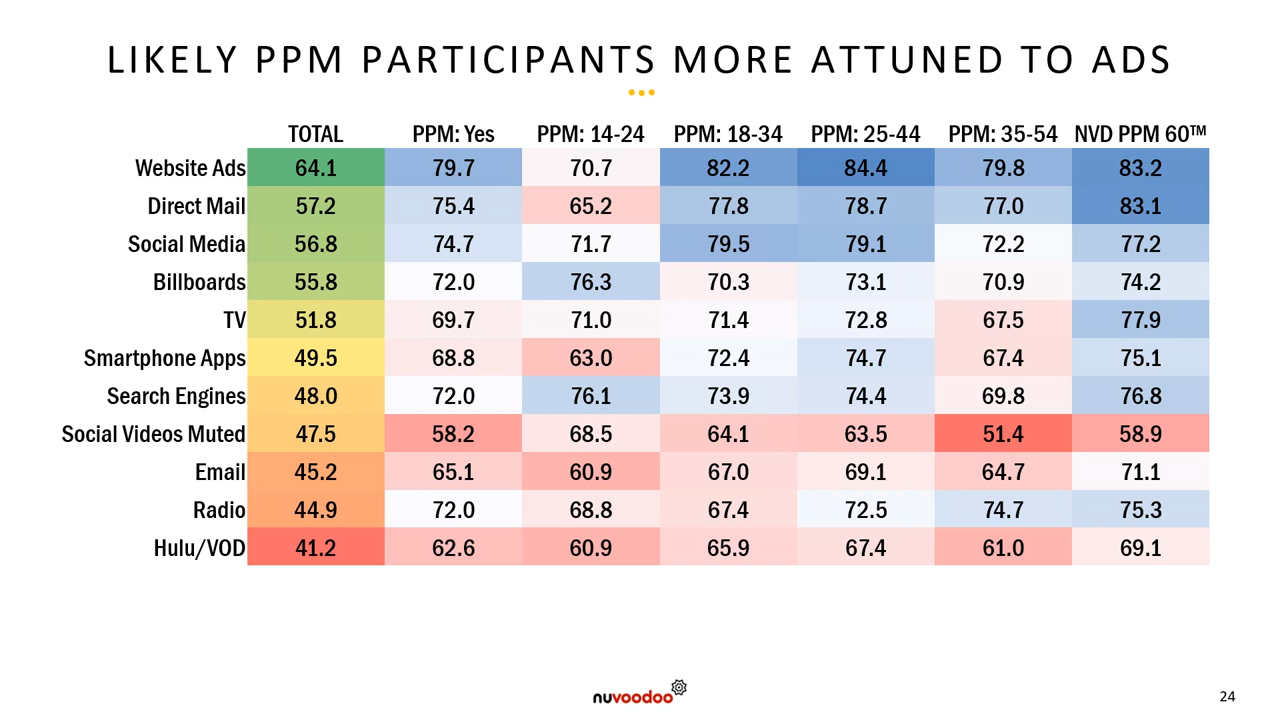 LIKELY PPM PARTICIPANTS MORE ATTUNED TO ADS
TOTAL PPM: Yes PPM: 14-24 PPM: 18-34 PPM: 25-44 PPM: 35-54 NVD PPM 60™
Website Ads 64.1 79.7 70.7 82.2 84.4 79.8 83.2
Direct Mail 57.2 75.4 65.2 77.8 78.7 77.0 83.1
Social Media 56.8 74.7 71.7 79.5 79.1 72.2 77.2
Billboards 55.8 72.0 76.3 70.3 73.1 70.9 74.2
TV 51.8 69.7 71.0 71.4 72.8 67.5 77.9
Smartphone Apps 49.5 68.8 63.0 72.4 74.7 67.4 75.1
Search Engines 48.0 72.0 76.1 73.9 74.4 69.8 76.8
Social Videos Muted 47.5 58.2 68.5 64.1 63.5 51.4 58.9
Email 45.2 65.1 60.9 67.0 69.1 64.7 71.1
Radio 44.9 72.0 68.8 67.4 72.5 74.7 75.3
Hulu/VOD 41.2 62.6 60.9 65.9 67.4 61.0 69.1
nuvoodoo
24